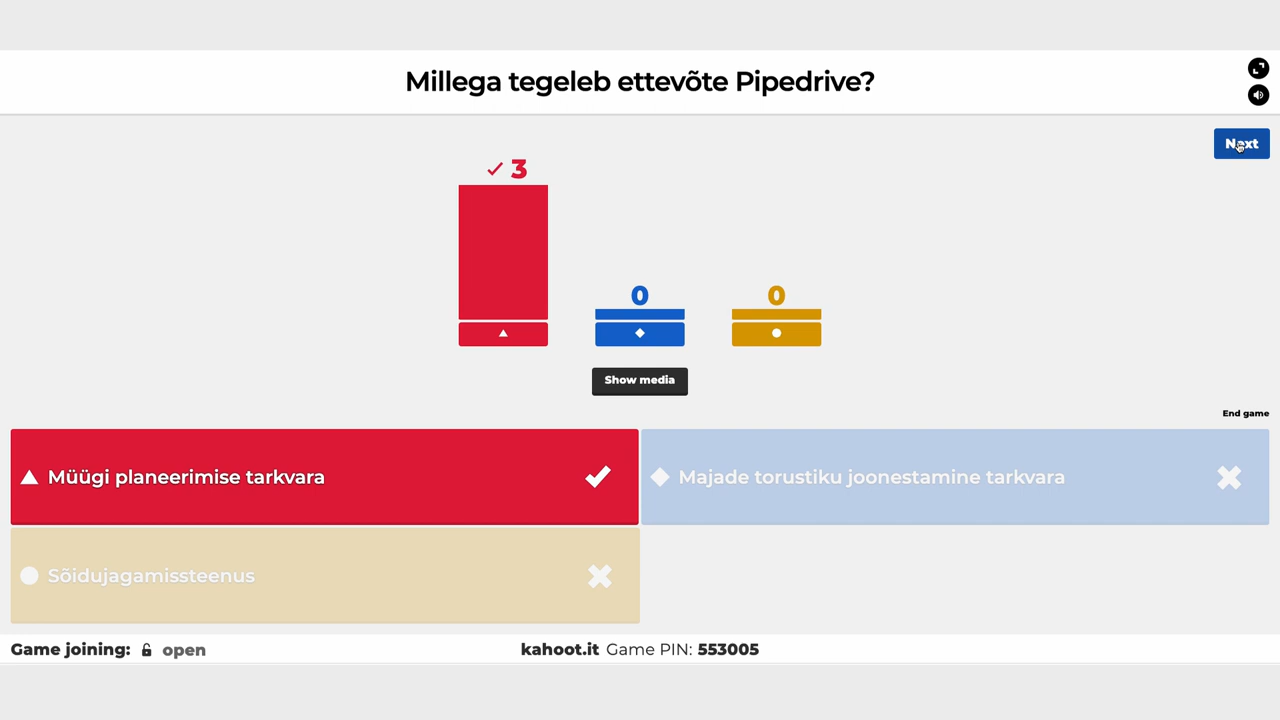 Millega tegeleb ettevõte Pipedrive?
Next
3
0
0
Show media
End game
Müügi planeerimise tarkvara
Majade torustiku joonestamine tarkvara
Sõidujagamissteenus
Game joining: open
kahoot.it Game PIN: 553005